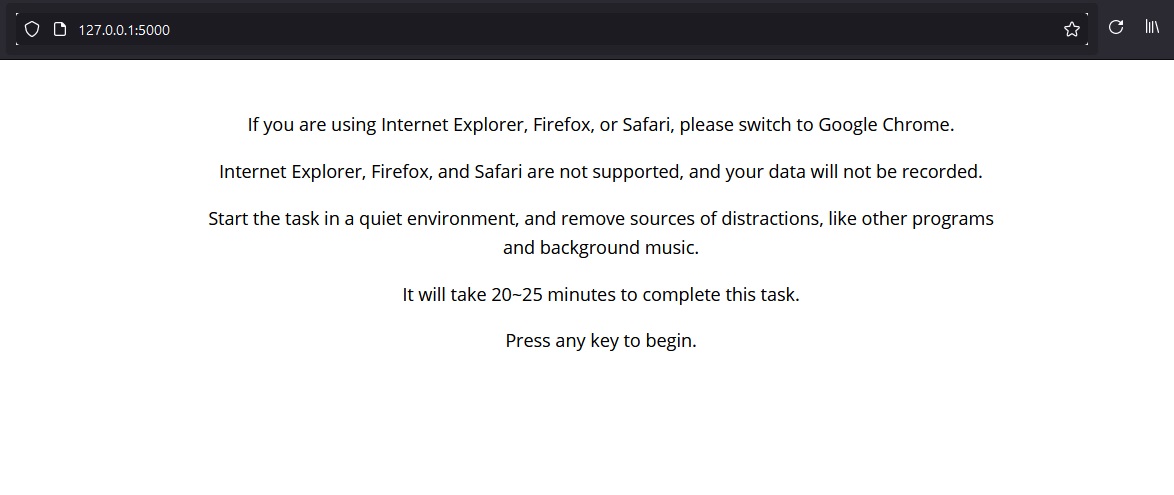 127.0.0.1:5000
If you are using Internet Explorer, Firefox, or Safari, please switch to Google Chrome.
Internet Explorer, Firefox, and Safari are not supported, and your data will not be recorded.
Start the task in a quiet environment, and remove sources of distractions, like other programs
and background music.
It will take 20~25 minutes to complete this task.
Press any key to begin.